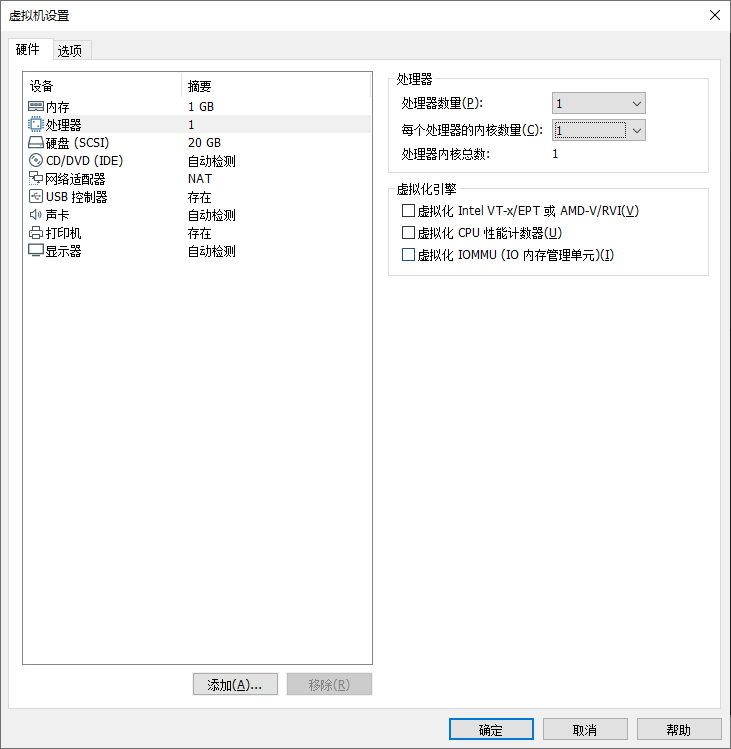 虚拟机设置
硬件 选项
设备 摘要
内存 1 GB
处理器 1
硬盘 (SCSI) 20 GB
CD/DVD (IDE) 自动检测
网络适配器 NAT
USB 控制器 存在
声卡 自动检测
打印机 存在
显示器 自动检测
添加(A)... 移除(R)
处理器
处理器数量(P): 1
每个处理器的内核数量(C): 1
处理器内核总数: 1
虚拟化引擎
虚拟化 Intel VT-x/EPT 或 AMD-V/RVI(V)
虚拟化 CPU 性能计数器(U)
虚拟化 IOMMU (IO 内存管理单元)(I)
确定 取消 帮助